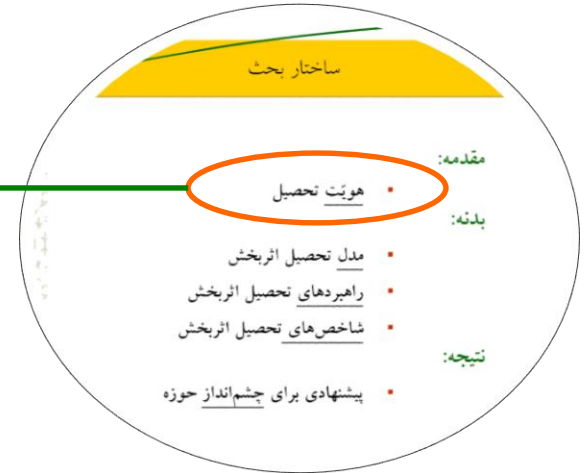 ساختار بحث
مقدمه:
▪ هویّت تحصیل
بدنه:
▪ مدل تحصیل اثربخش
▪ راهبردهای تحصیل اثربخش
▪ شاخص‌های تحصیل اثربخش
نتیجه:
▪ پیشنهادی برای چشم‌انداز حوزه